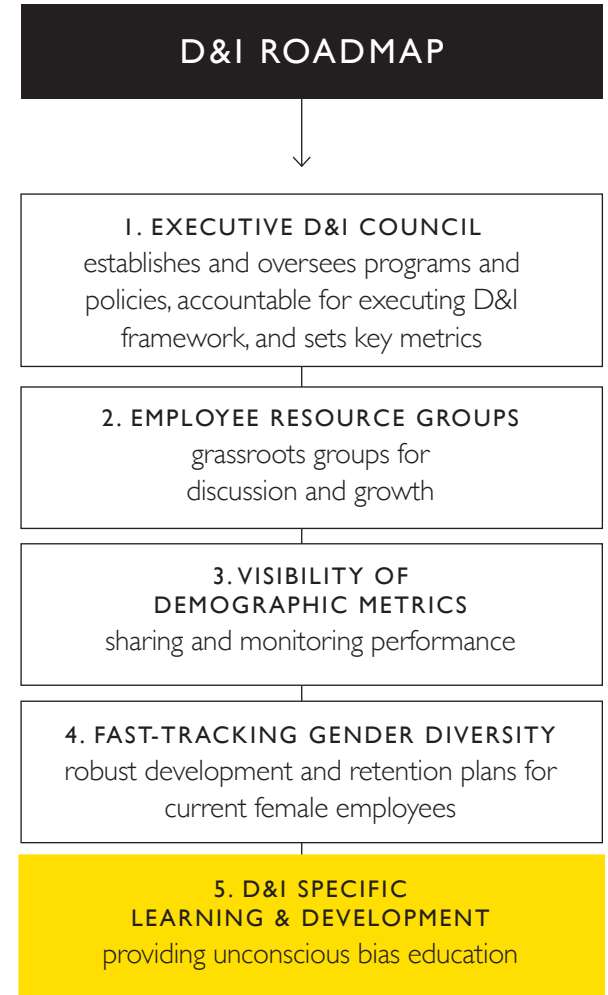 D&I ROADMAP
1. EXECUTIVE D&I COUNCIL
establishes and oversees programs and
policies, accountable for executing D&I
framework, and sets key metrics
2. EMPLOYEE RESOURCE GROUPS
grassroots groups for
discussion and growth
3. VISIBILITY OF
DEMOGRAPHIC METRICS
sharing and monitoring performance
4. FAST-TRACKING GENDER DIVERSITY
robust development and retention plans for
current female employees
5. D&I SPECIFIC
LEARNING & DEVELOPMENT
providing unconscious bias education